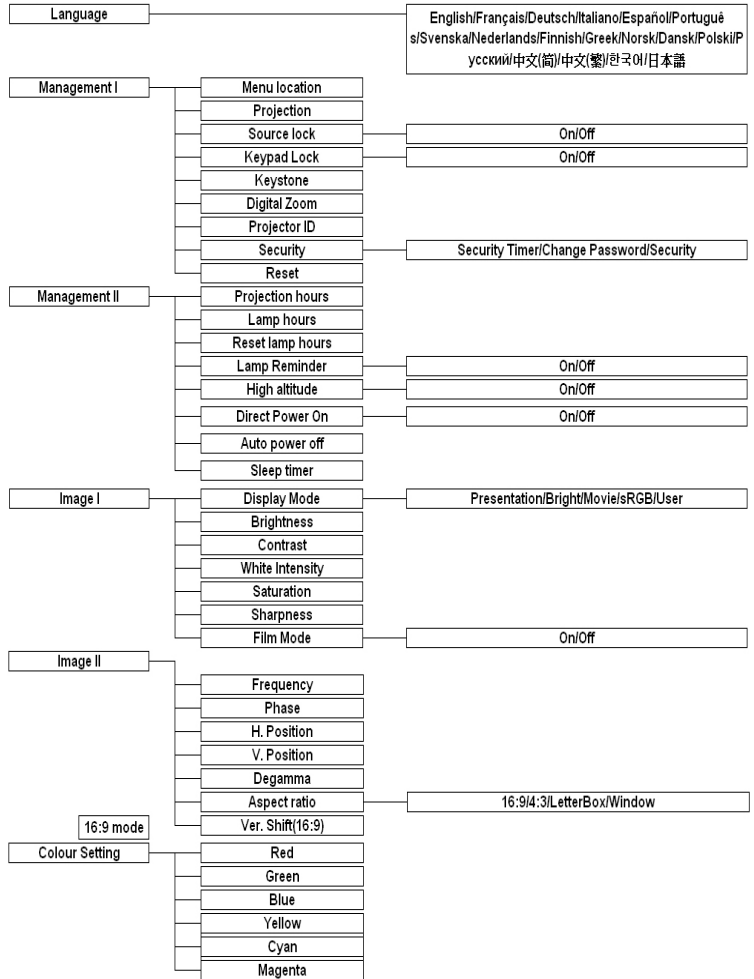 Language
English/Français/Deutsch/Italiano/Español/Portuguê
s/Svenska/Nederlands/Finnish/Greek/Norsk/Dansk/Polski/P
усский/中文(简)/中文(繁)/한국어/日本語
Management I
Menu location
Projection
Source lock
On/Off
Keypad Lock
On/Off
Keystone
Digital Zoom
Projector ID
Security
Security Timer/Change Password/Security
Reset
Management II
Projection hours
Lamp hours
Reset lamp hours
Lamp Reminder
On/Off
High altitude
On/Off
Direct Power On
On/Off
Auto power off
Sleep timer
Image I
Display Mode
Presentation/Bright/Movie/sRGB/User
Brightness
Contrast
White Intensity
Saturation
Sharpness
Film Mode
On/Off
Image II
Frequency
Phase
H. Position
V. Position
Degamma
Aspect ratio
16:9/4:3/LetterBox/Window
16:9 mode
Ver. Shift(16:9)
Colour Setting
Red
Green
Blue
Yellow
Cyan
Magenta